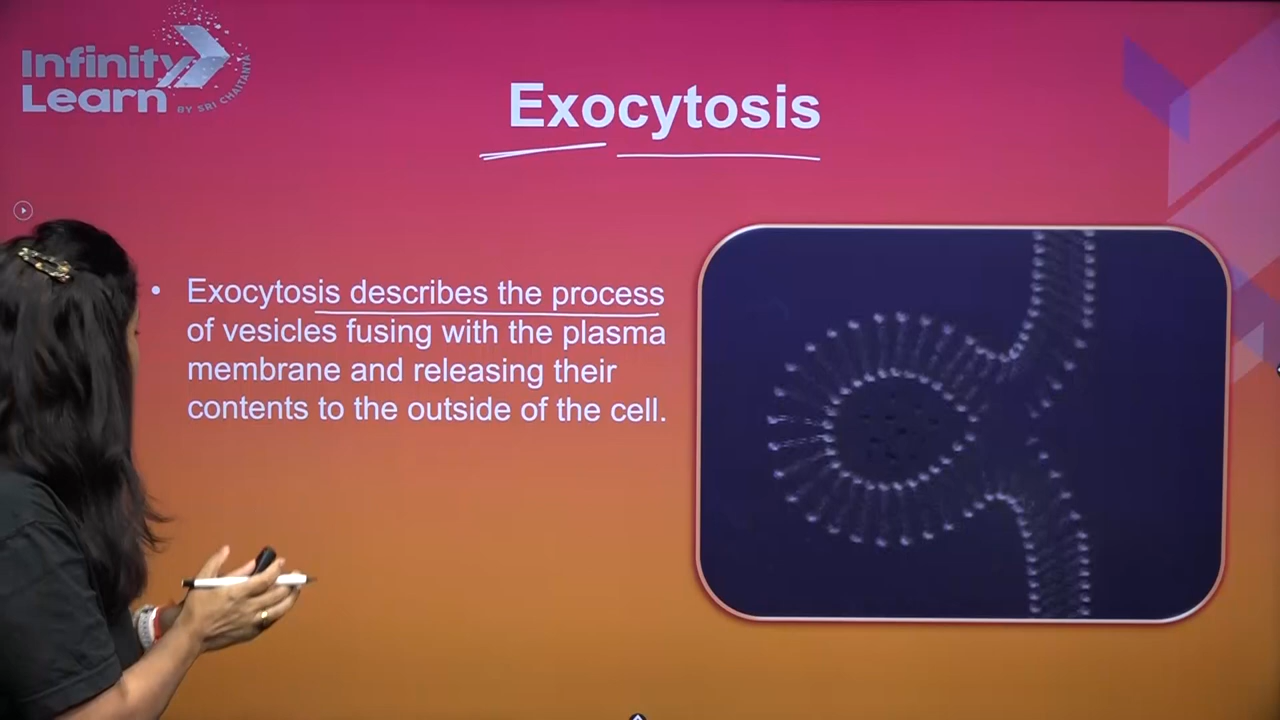 Infinity
Learn
BY SRI CHAITANYA
Exocytosis
• Exocytosis describes the process
of vesicles fusing with the plasma
membrane and releasing their
contents to the outside of the cell.